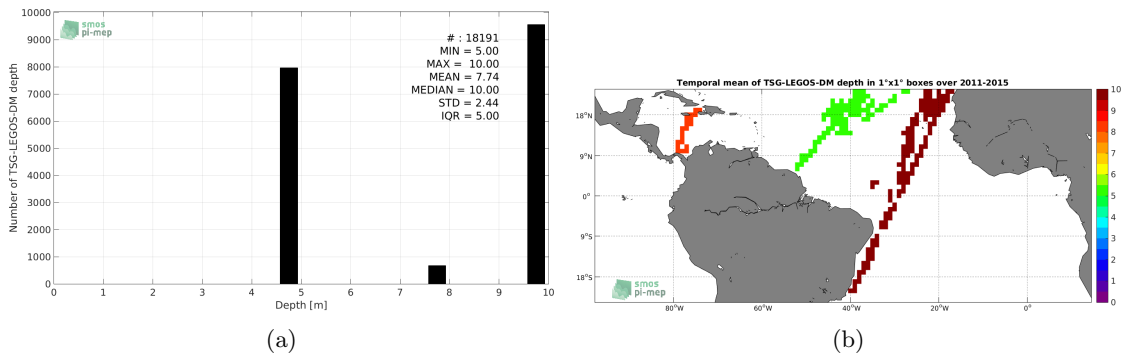 10000
9000
8000
7000
6000
5000
4000
3000
2000
1000
0
Number of TSG-LEGOS-DM depth
smos
pi-mep
# : 18191
MIN = 5.00
MAX = 10.00
MEAN = 7.74
MEDIAN = 10.00
STD = 2.44
IQR = 5.00
0 1 2 3 4 5 6 7 8 9 10
Depth [m]
(a)
Temporal mean of TSG-LEGOS-DM depth in 1°x1° boxes over 2011-2015
18°N
9°N
0°
9°S
18°S
smos
pi-mep
80°W 60°W 40°W 20°W 0°
10
9
8
7
6
5
4
3
2
1
0
(b)